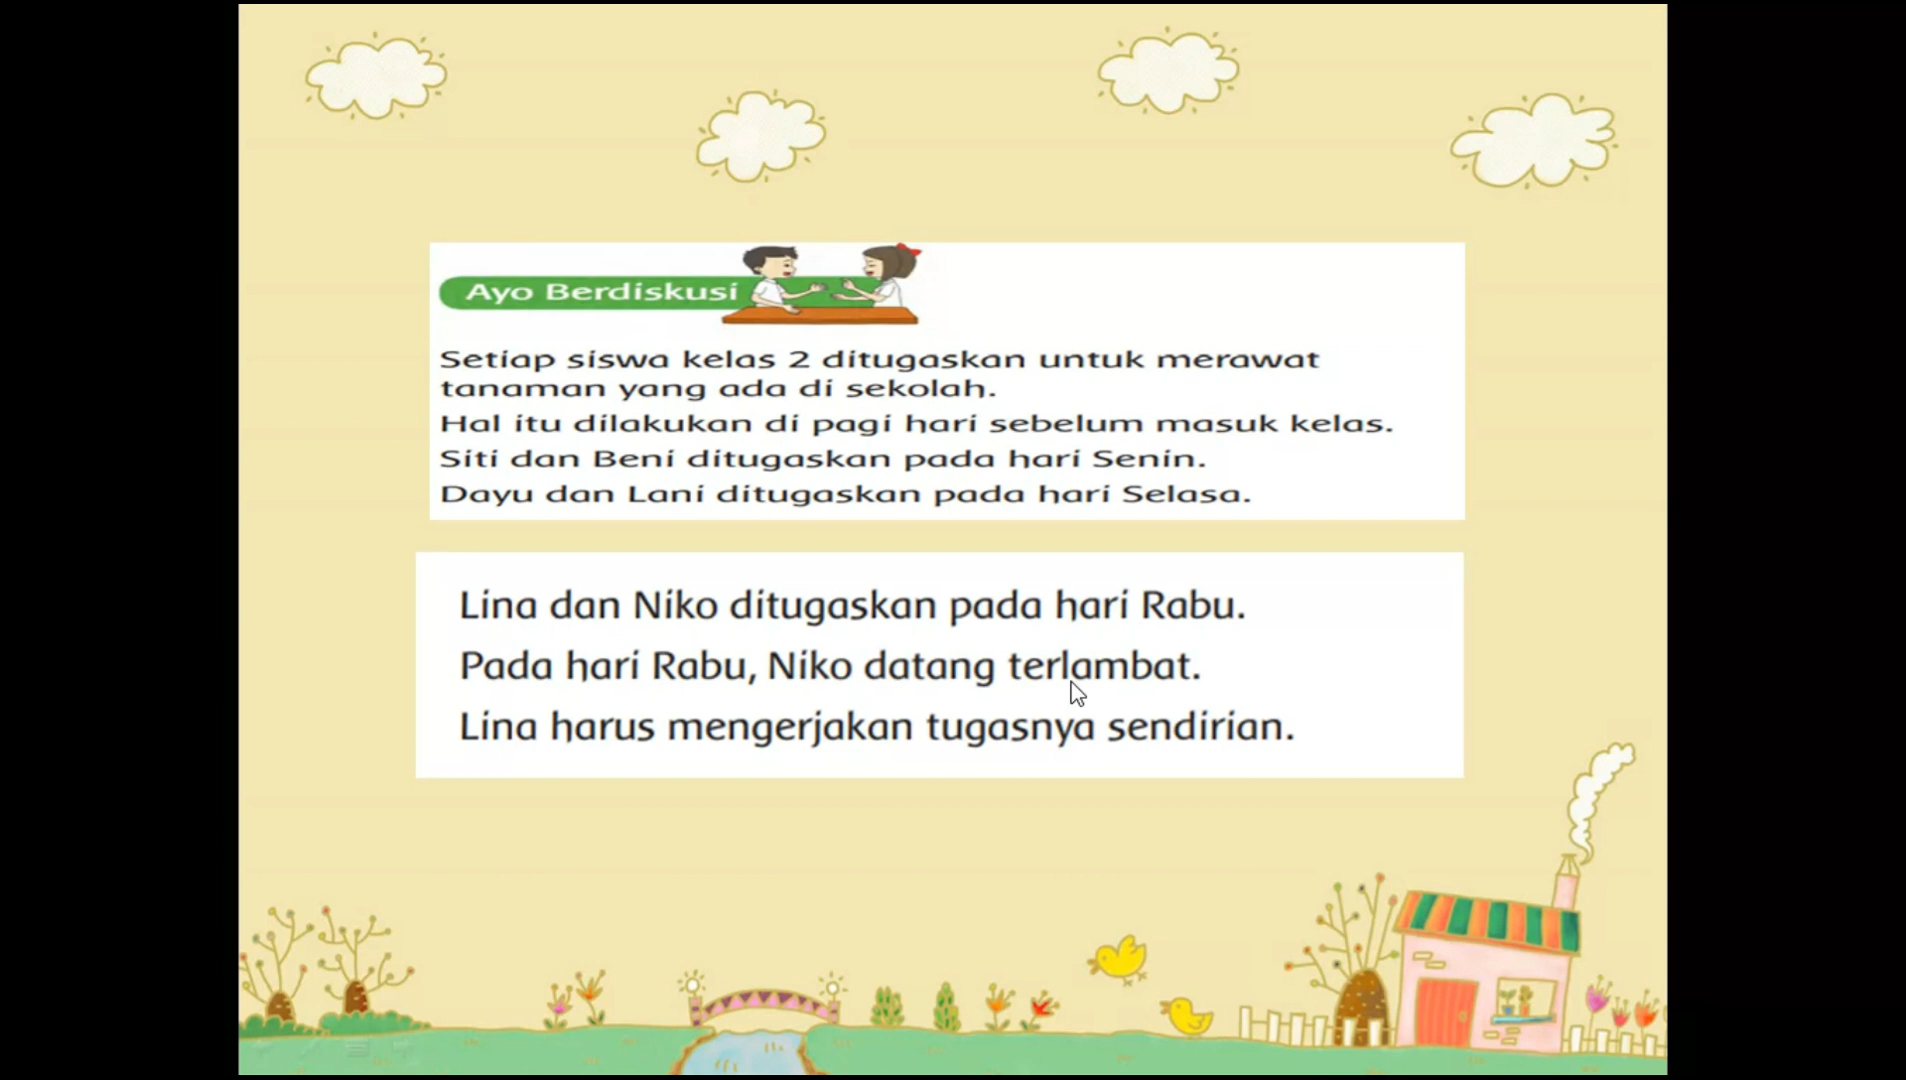 Ayo Berdiskusi
Setiap siswa kelas 2 ditugaskan untuk merawat
tanaman yang ada di sekolah.
Hal itu dilakukan di pagi hari sebelum masuk kelas.
Siti dan Beni ditugaskan pada hari Senin.
Dayu dan Lani ditugaskan pada hari Selasa.
Lina dan Niko ditugaskan pada hari Rabu.
Pada hari Rabu, Niko datang terlambat.
Lina harus mengerjakan tugasnya sendirian.